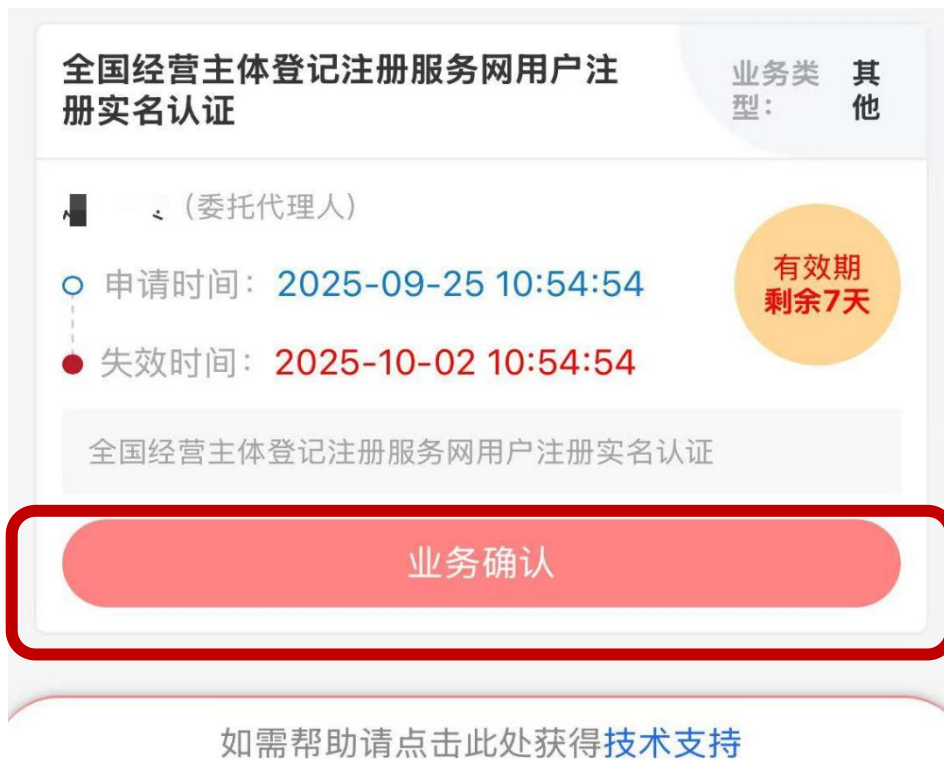 全国经营主体登记注册服务网用户注
册实名认证
业务类
型：
其
他
（委托代理人）
申请时间：2025-09-25 10:54:54
有效期
剩余7天
失效时间：2025-10-02 10:54:54
全国经营主体登记注册服务网用户注册实名认证
业务确认
如需帮助请点击此处获得技术支持